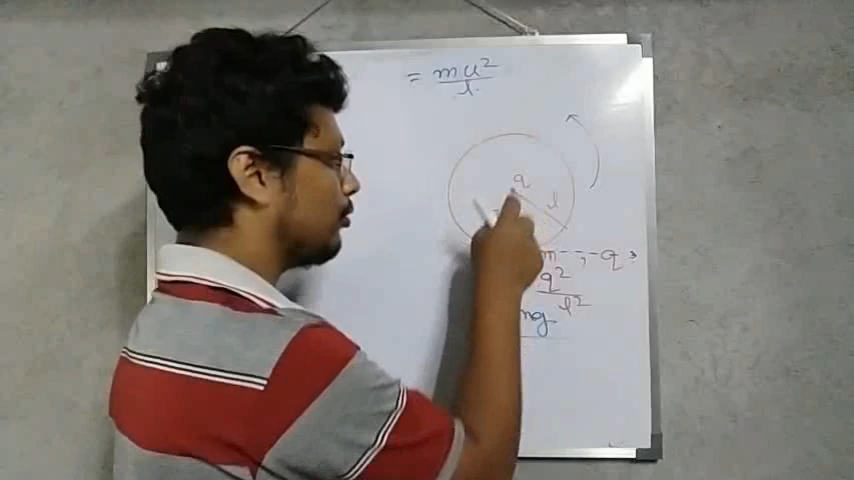 = mu²/l
q
l
m -, -q
q²/l²
mg